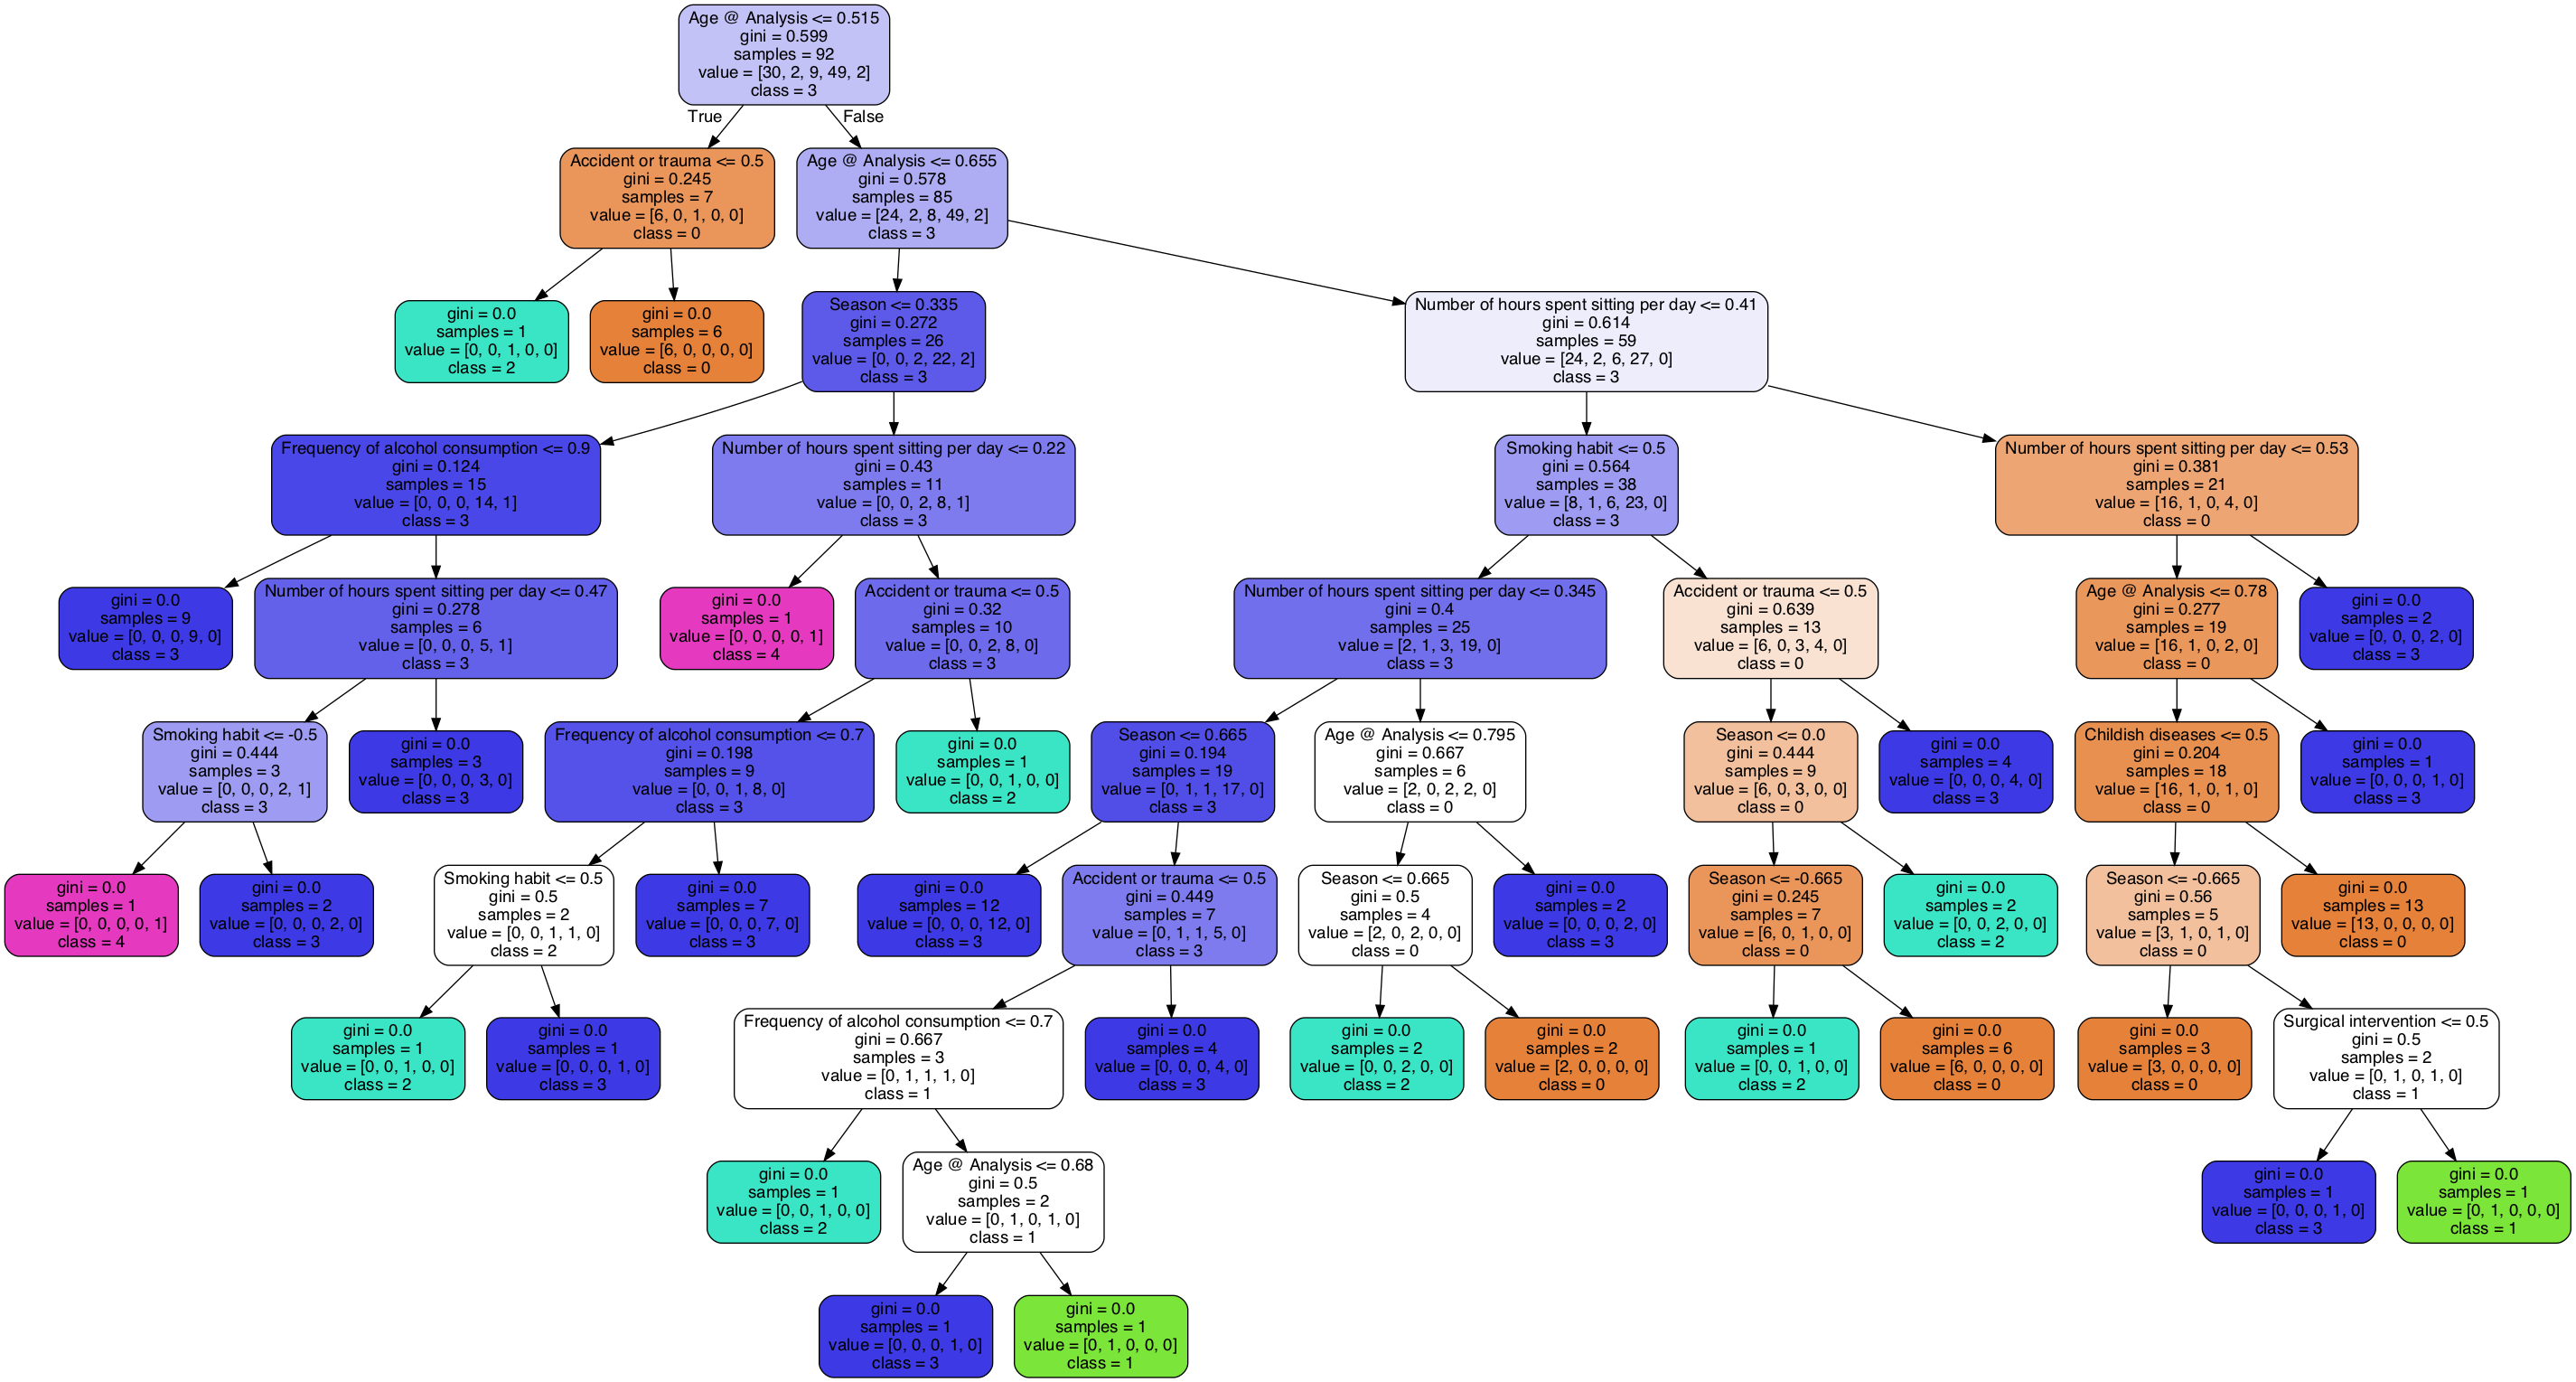 Age @ Analysis <= 0.515
gini = 0.599
samples = 92
value = [30, 2, 9, 49, 2]
class = 3
True
False
Accident or trauma <= 0.5
gini = 0.245
samples = 7
value = [6, 0, 1, 0, 0]
class = 0
Age @ Analysis <= 0.655
gini = 0.578
samples = 85
value = [24, 2, 8, 49, 2]
class = 3
gini = 0.0
samples = 1
value = [0, 0, 1, 0, 0]
class = 2
gini = 0.0
samples = 6
value = [6, 0, 0, 0, 0]
class = 0
Season <= 0.335
gini = 0.272
samples = 26
value = [0, 0, 2, 22, 2]
class = 3
Number of hours spent sitting per day <= 0.41
gini = 0.614
samples = 59
value = [24, 2, 6, 27, 0]
class = 3
Frequency of alcohol consumption <= 0.9
gini = 0.124
samples = 15
value = [0, 0, 0, 14, 1]
class = 3
Number of hours spent sitting per day <= 0.22
gini = 0.43
samples = 11
value = [0, 0, 2, 8, 1]
class = 3
Smoking habit <= 0.5
gini = 0.564
samples = 38
value = [8, 1, 6, 23, 0]
class = 3
Number of hours spent sitting per day <= 0.53
gini = 0.381
samples = 21
value = [16, 1, 0, 4, 0]
class = 0
gini = 0.0
samples = 9
value = [0, 0, 0, 9, 0]
class = 3
Number of hours spent sitting per day <= 0.47
gini = 0.278
samples = 6
value = [0, 0, 0, 5, 1]
class = 3
gini = 0.0
samples = 1
value = [0, 0, 0, 0, 1]
class = 4
Accident or trauma <= 0.5
gini = 0.32
samples = 10
value = [0, 0, 2, 8, 0]
class = 3
Number of hours spent sitting per day <= 0.345
gini = 0.4
samples = 25
value = [2, 1, 3, 19, 0]
class = 3
Accident or trauma <= 0.5
gini = 0.639
samples = 13
value = [6, 0, 3, 4, 0]
class = 0
Age @ Analysis <= 0.78
gini = 0.277
samples = 19
value = [16, 1, 0, 2, 0]
class = 0
gini = 0.0
samples = 2
value = [0, 0, 0, 2, 0]
class = 3
Smoking habit <= -0.5
gini = 0.444
samples = 3
value = [0, 0, 0, 2, 1]
class = 3
gini = 0.0
samples = 3
value = [0, 0, 0, 3, 0]
class = 3
Frequency of alcohol consumption <= 0.7
gini = 0.198
samples = 9
value = [0, 0, 1, 8, 0]
class = 3
gini = 0.0
samples = 1
value = [0, 0, 1, 0, 0]
class = 2
Season <= 0.665
gini = 0.194
samples = 19
value = [0, 1, 1, 17, 0]
class = 3
Age @ Analysis <= 0.795
gini = 0.667
samples = 6
value = [2, 0, 2, 2, 0]
class = 0
Season <= 0.0
gini = 0.444
samples = 9
value = [6, 0, 3, 0, 0]
class = 0
gini = 0.0
samples = 4
value = [0, 0, 0, 4, 0]
class = 3
Childish diseases <= 0.5
gini = 0.204
samples = 18
value = [16, 1, 0, 1, 0]
class = 0
gini = 0.0
samples = 1
value = [0, 0, 0, 1, 0]
class = 3
gini = 0.0
samples = 1
value = [0, 0, 0, 0, 1]
class = 4
gini = 0.0
samples = 2
value = [0, 0, 0, 2, 0]
class = 3
Smoking habit <= 0.5
gini = 0.5
samples = 2
value = [0, 0, 1, 1, 0]
class = 2
gini = 0.0
samples = 7
value = [0, 0, 0, 7, 0]
class = 3
gini = 0.0
samples = 12
value = [0, 0, 0, 12, 0]
class = 3
Accident or trauma <= 0.5
gini = 0.449
samples = 7
value = [0, 1, 1, 5, 0]
class = 3
Season <= 0.665
gini = 0.5
samples = 4
value = [2, 0, 2, 0, 0]
class = 0
gini = 0.0
samples = 2
value = [0, 0, 0, 2, 0]
class = 3
Season <= -0.665
gini = 0.245
samples = 7
value = [6, 0, 1, 0, 0]
class = 0
gini = 0.0
samples = 2
value = [0, 0, 2, 0, 0]
class = 2
Season <= -0.665
gini = 0.56
samples = 5
value = [3, 1, 0, 1, 0]
class = 0
gini = 0.0
samples = 13
value = [13, 0, 0, 0, 0]
class = 0
gini = 0.0
samples = 1
value = [0, 0, 1, 0, 0]
class = 2
gini = 0.0
samples = 1
value = [0, 0, 0, 1, 0]
class = 3
Frequency of alcohol consumption <= 0.7
gini = 0.667
samples = 3
value = [0, 1, 1, 1, 0]
class = 1
gini = 0.0
samples = 4
value = [0, 0, 0, 4, 0]
class = 3
gini = 0.0
samples = 2
value = [0, 0, 2, 0, 0]
class = 2
gini = 0.0
samples = 2
value = [2, 0, 0, 0, 0]
class = 0
gini = 0.0
samples = 1
value = [0, 0, 1, 0, 0]
class = 2
gini = 0.0
samples = 6
value = [6, 0, 0, 0, 0]
class = 0
gini = 0.0
samples = 3
value = [3, 0, 0, 0, 0]
class = 0
Surgical intervention <= 0.5
gini = 0.5
samples = 2
value = [0, 1, 0, 1, 0]
class = 1
gini = 0.0
samples = 1
value = [0, 0, 1, 0, 0]
class = 2
Age @ Analysis <= 0.68
gini = 0.5
samples = 2
value = [0, 1, 0, 1, 0]
class = 1
gini = 0.0
samples = 1
value = [0, 0, 0, 1, 0]
class = 3
gini = 0.0
samples = 1
value = [0, 1, 0, 0, 0]
class = 1
gini = 0.0
samples = 1
value = [0, 0, 0, 1, 0]
class = 3
gini = 0.0
samples = 1
value = [0, 1, 0, 0, 0]
class = 1